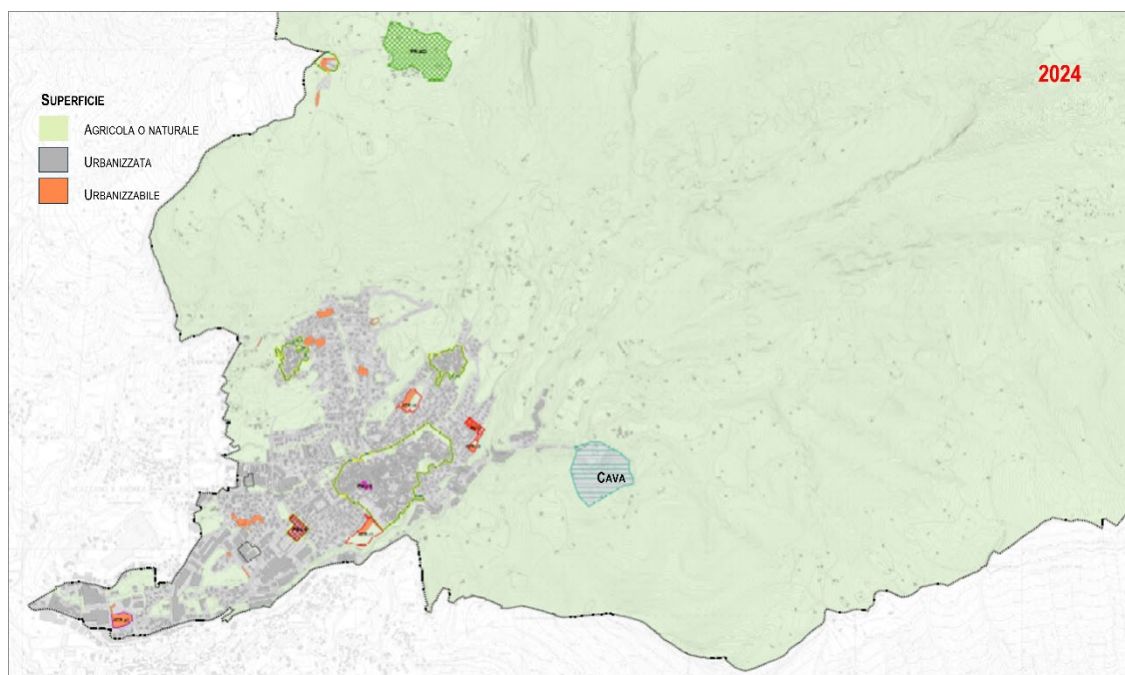 2024
SUPERFICIE
AGRICOLA O NATURALE
URBANIZZATA
URBANIZZABILE
CAVA